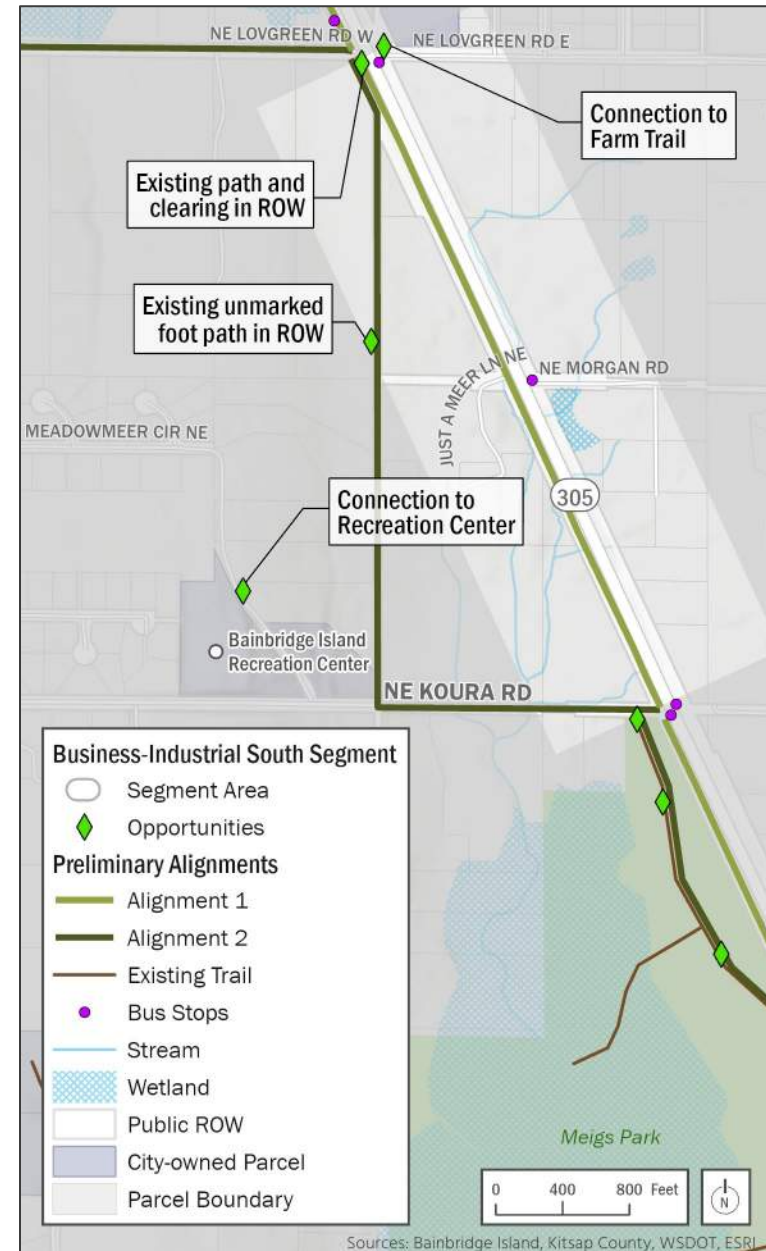 NE LOVGREEN RD W
NE LOVGREEN RD E
Connection to
Farm Trail
Existing path and
clearing in ROW
Existing unmarked
foot path in ROW
JUST A MEER LN NE
NE MORGAN RD
MEADOWMEER CIR NE
305
Connection to
Recreation Center
Bainbridge Island
Recreation Center
NE KOURA RD
Business-Industrial South Segment
Segment Area
Opportunities
Preliminary Alignments
Alignment 1
Alignment 2
Existing Trail
Bus Stops
Stream
Wetland
Public ROW
City-owned Parcel
Parcel Boundary
Meigs Park
0 400 800 Feet
N
Sources: Bainbridge Island, Kitsap County, WSDOT, ESRI